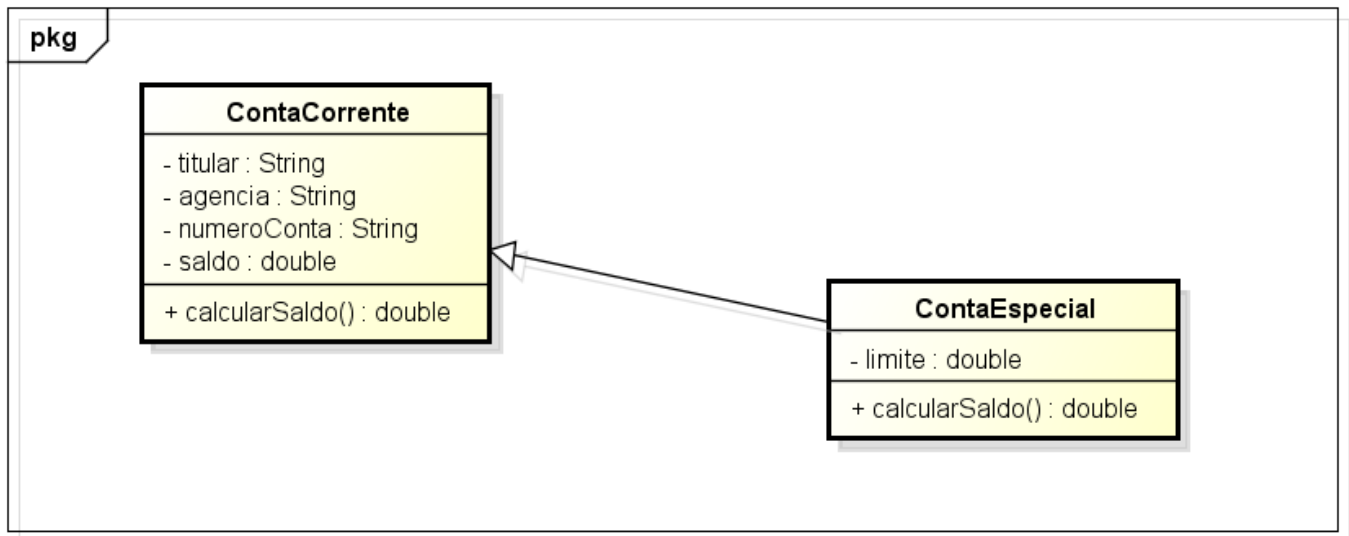 pkg
ContaCorrente
- titular : String
- agencia : String
- numeroConta : String
- saldo : double
+ calcularSaldo() : double
ContaEspecial
- limite : double
+ calcularSaldo() : double